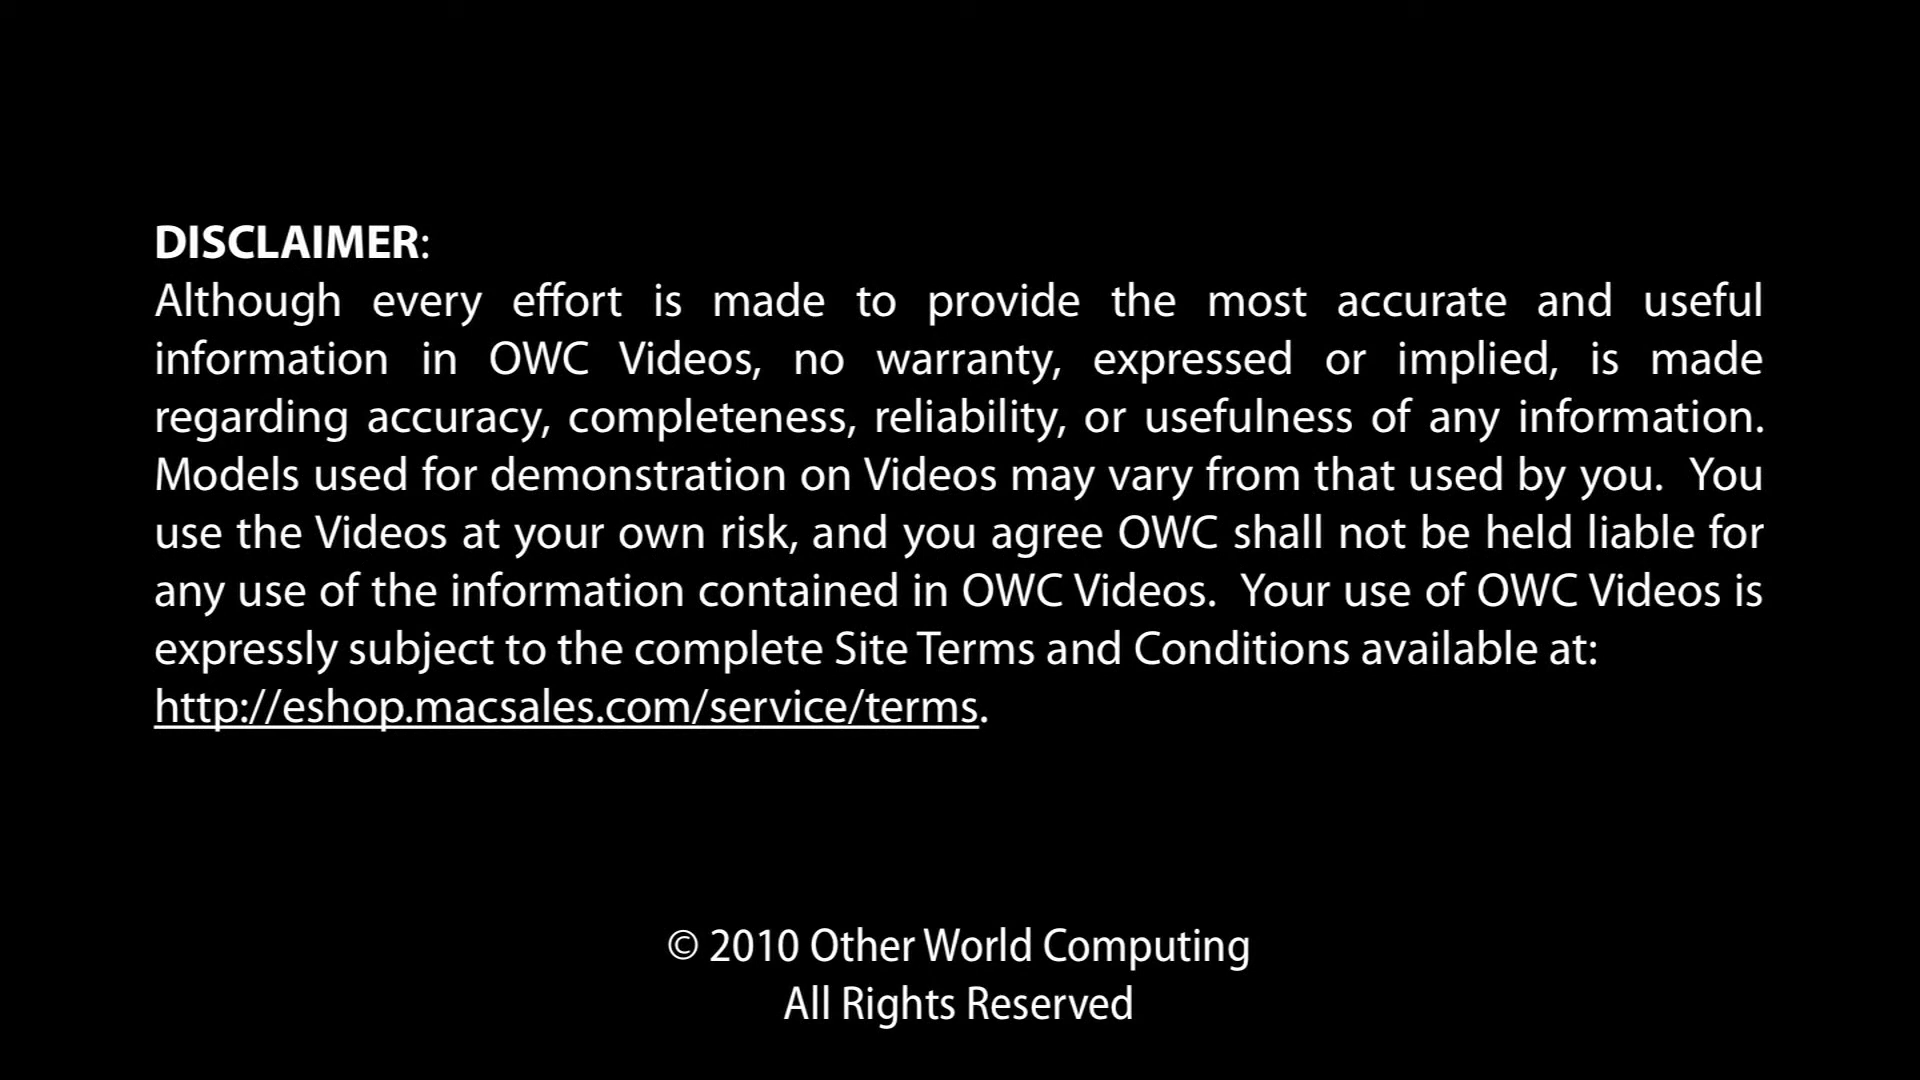 DISCLAIMER:
Although every effort is made to provide the most accurate and useful
information in OWC Videos, no warranty, expressed or implied, is made
regarding accuracy, completeness, reliability, or usefulness of any information.
Models used for demonstration on Videos may vary from that used by you.  You
use the Videos at your own risk, and you agree OWC shall not be held liable for
any use of the information contained in OWC Videos.  Your use of OWC Videos is
expressly subject to the complete Site Terms and Conditions available at:
http://eshop.macsales.com/service/terms.
© 2010 Other World Computing
All Rights Reserved